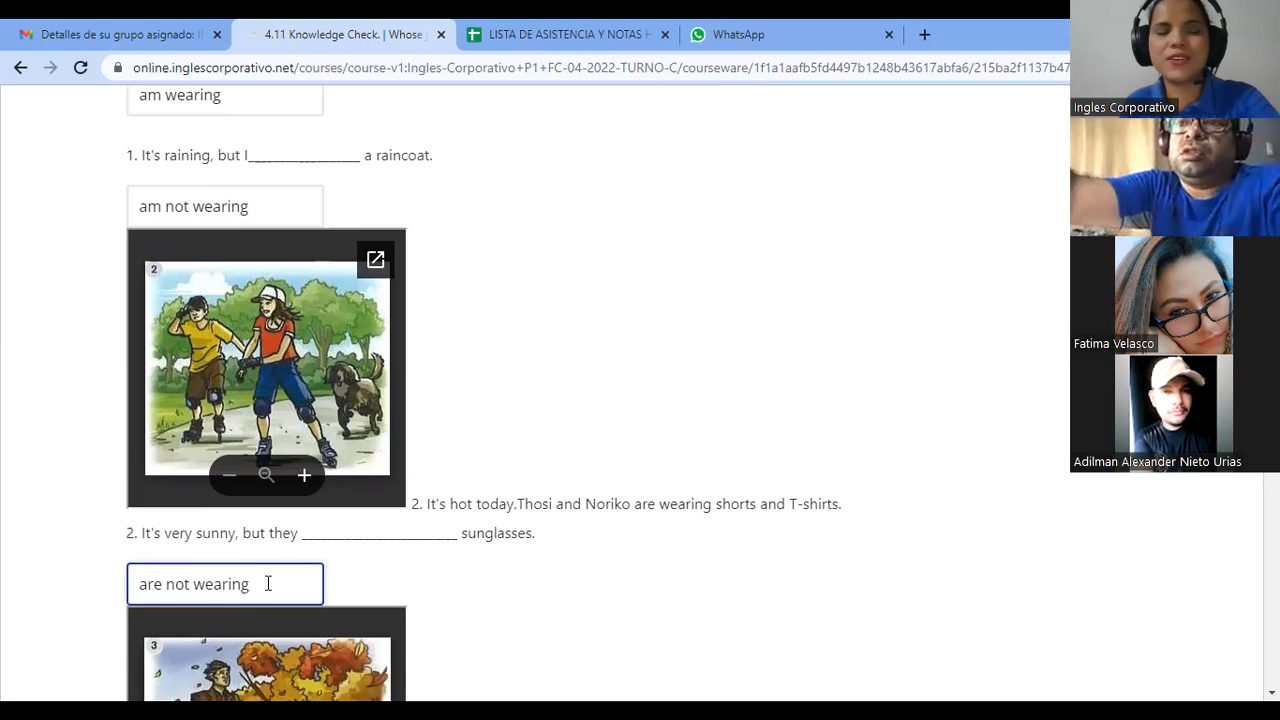 Detalles de su grupo asignado: I
4.11 Knowledge Check. | Whose j
LISTA DE ASISTENCIA Y NOTAS H
WhatsApp
online.inglescorporativo.net/courses/course-v1:Ingles-Corporativo+P1+FC-04-2022-TURNO-C/courseware/1f1a1aafb5fd4497b1248b43617abfa6/215ba2f1137b47
Ingles Corporativo
am wearing
1. It's raining, but I__________________ a raincoat.
am not wearing
2
Fatima Velasco
Adilman Alexander Nieto Urias
2. It's hot today.Thosi and Noriko are wearing shorts and T-shirts.
2. It's very sunny, but they _________________________ sunglasses.
are not wearing
3